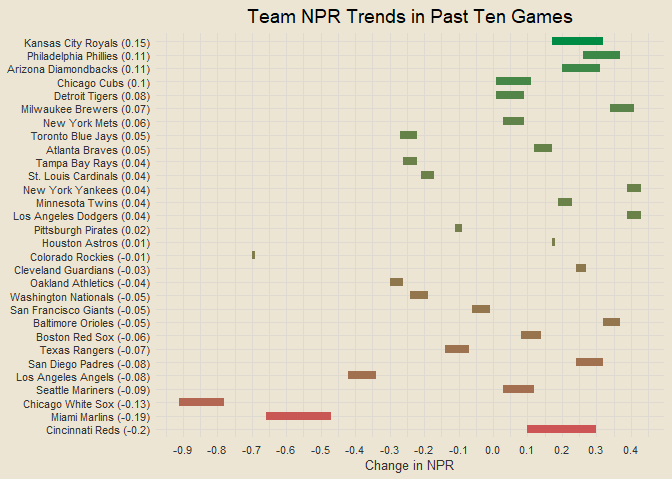 Team NPR Trends in Past Ten Games
Kansas City Royals (0.15)
Philadelphia Phillies (0.11)
Arizona Diamondbacks (0.11)
Chicago Cubs (0.1)
Detroit Tigers (0.08)
Milwaukee Brewers (0.07)
New York Mets (0.06)
Toronto Blue Jays (0.05)
Atlanta Braves (0.05)
Tampa Bay Rays (0.04)
St. Louis Cardinals (0.04)
New York Yankees (0.04)
Minnesota Twins (0.04)
Los Angeles Dodgers (0.04)
Pittsburgh Pirates (0.02)
Houston Astros (0.01)
Colorado Rockies (-0.01)
Cleveland Guardians (-0.03)
Oakland Athletics (-0.04)
Washington Nationals (-0.05)
San Francisco Giants (-0.05)
Baltimore Orioles (-0.05)
Boston Red Sox (-0.06)
Texas Rangers (-0.07)
San Diego Padres (-0.08)
Los Angeles Angels (-0.08)
Seattle Mariners (-0.09)
Chicago White Sox (-0.13)
Miami Marlins (-0.19)
Cincinnati Reds (-0.2)
-0.9 -0.8 -0.7 -0.6 -0.5 -0.4 -0.3 -0.2 -0.1 0.0 0.1 0.2 0.3 0.4
Change in NPR